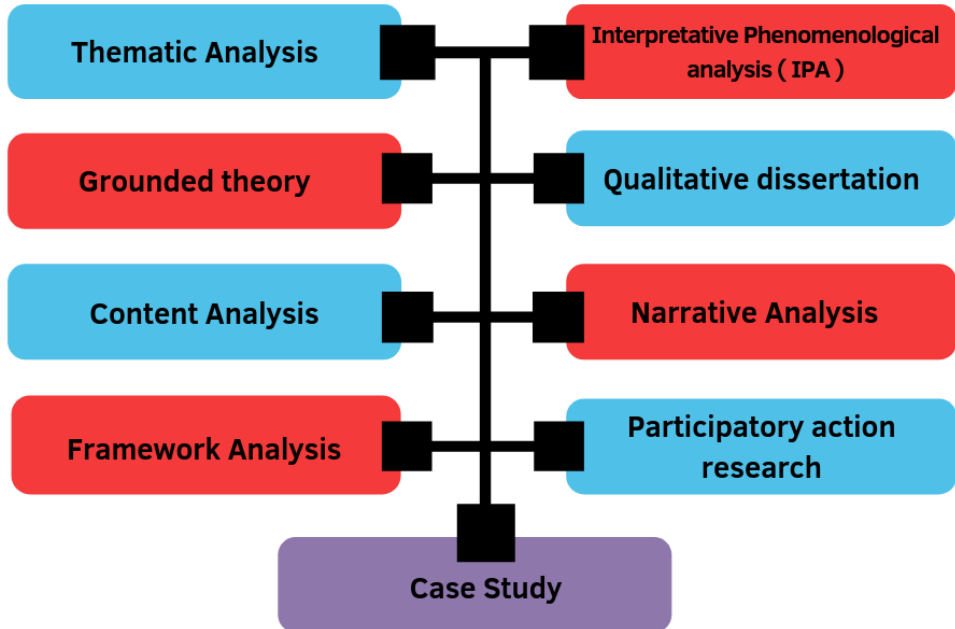 Thematic Analysis
Interpretative Phenomenological
analysis ( IPA )
Grounded theory
Qualitative dissertation
Content Analysis
Narrative Analysis
Framework Analysis
Participatory action
research
Case Study